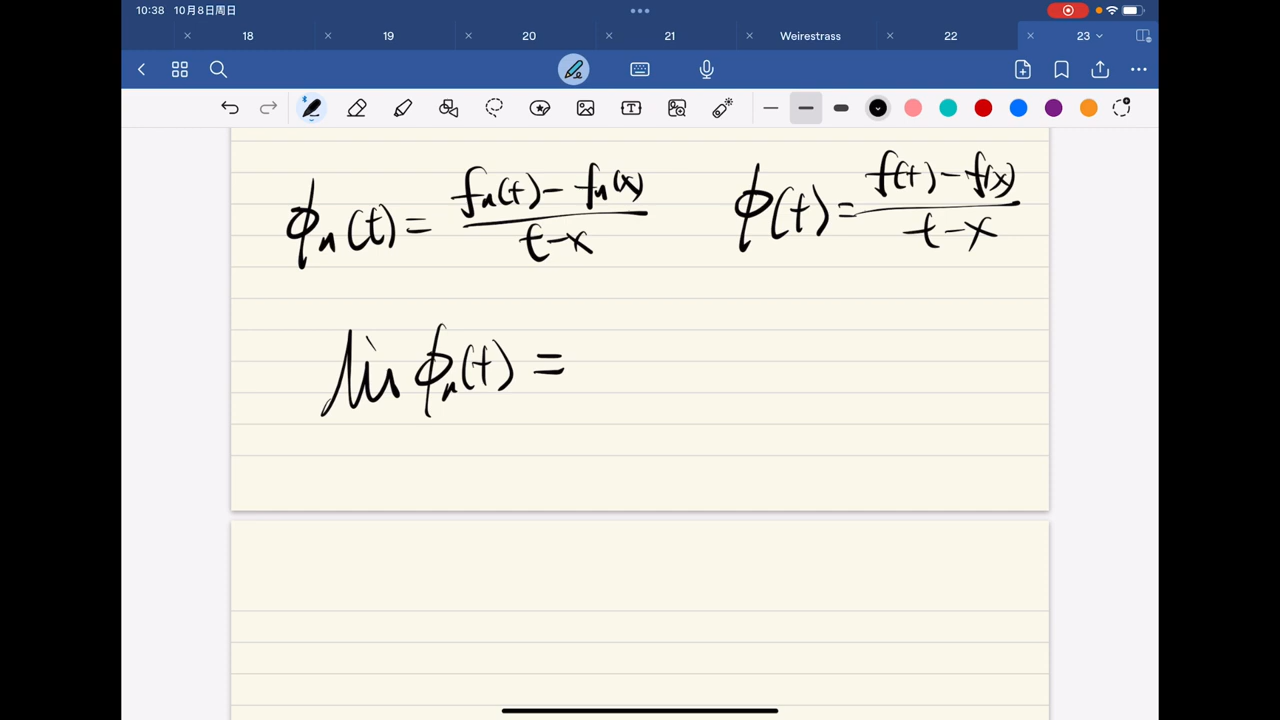 10:38 10月8日周日
18 19 20 21 Weirestrass 22 23
ϕₙ(t) = (fₙ(t) − fₙ(x)) / (t − x) ϕ(t) = (f(t) − f(x)) / (t − x)
lim ϕₙ(t) =